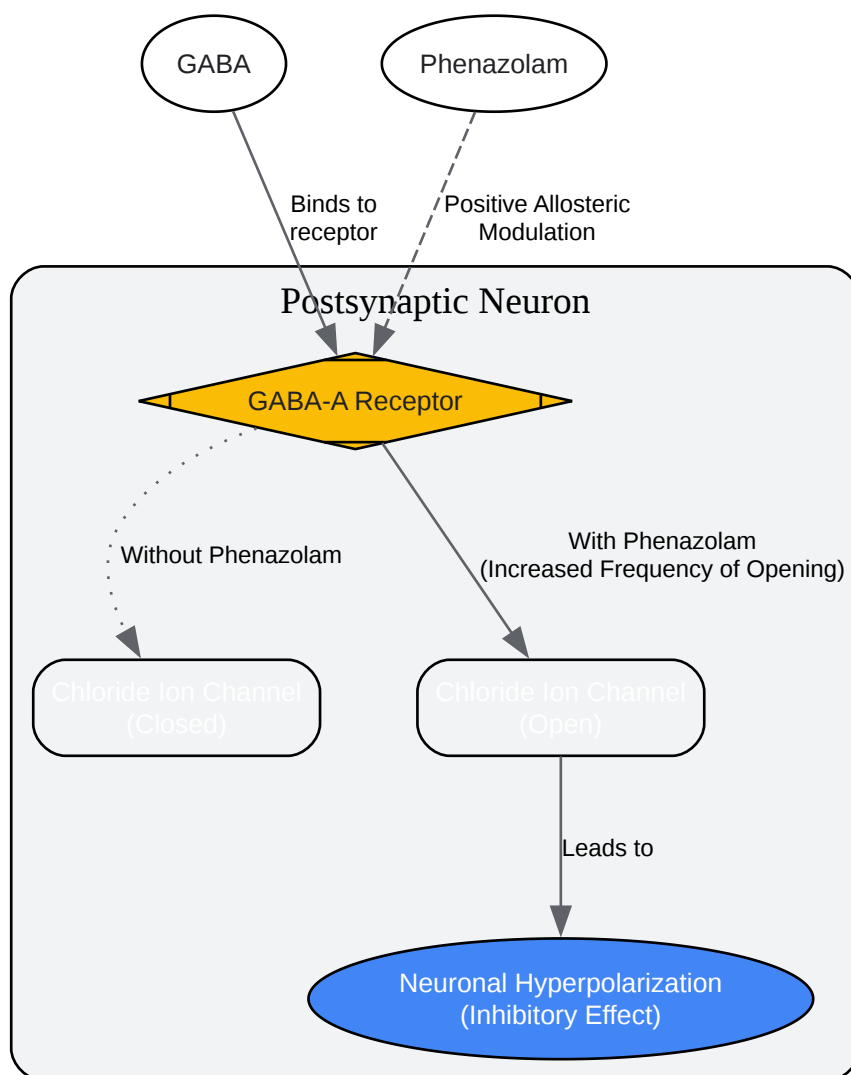 GABA
Phenazolam
Binds to
receptor
Positive Allosteric
Modulation
Postsynaptic Neuron
GABA-A Receptor
Without Phenazolam
With Phenazolam
(Increased Frequency of Opening)
Chloride Ion Channel
(Closed)
Chloride Ion Channel
(Open)
Leads to
Neuronal Hyperpolarization
(Inhibitory Effect)